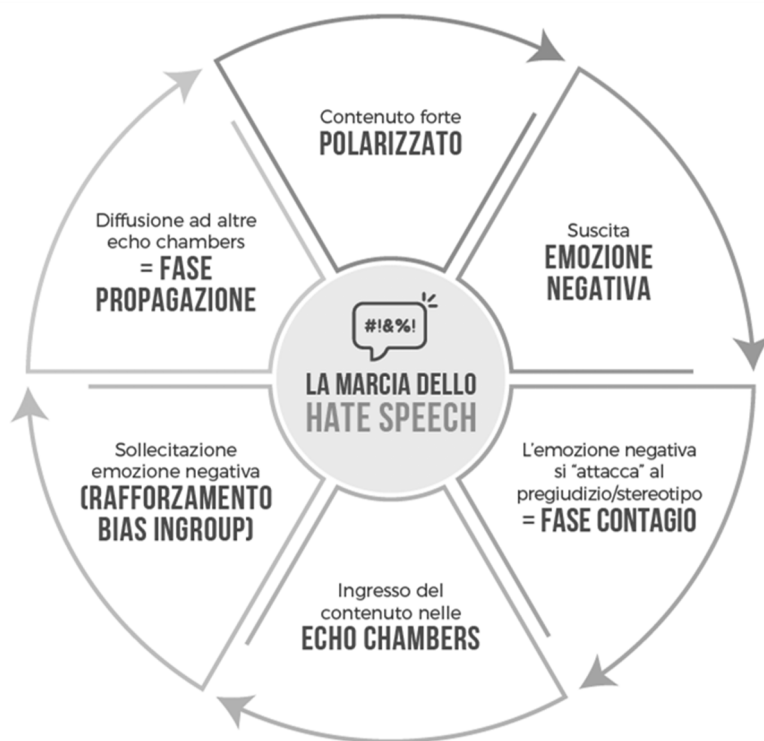 Contenuto forte
POLARIZZATO
Suscita
EMOZIONE
NEGATIVA
L'emozione negativa
si "attacca" al
pregiudizio/stereotipo
= FASE CONTAGIO
Ingresso del
contenuto nelle
ECHO CHAMBERS
Sollecitazione
emozione negativa
(RAFFORZAMENTO
BIAS INGROUP)
Diffusione ad altre
echo chambers
= FASE
PROPAGAZIONE
#!&%!
LA MARCIA DELLO
HATE SPEECH